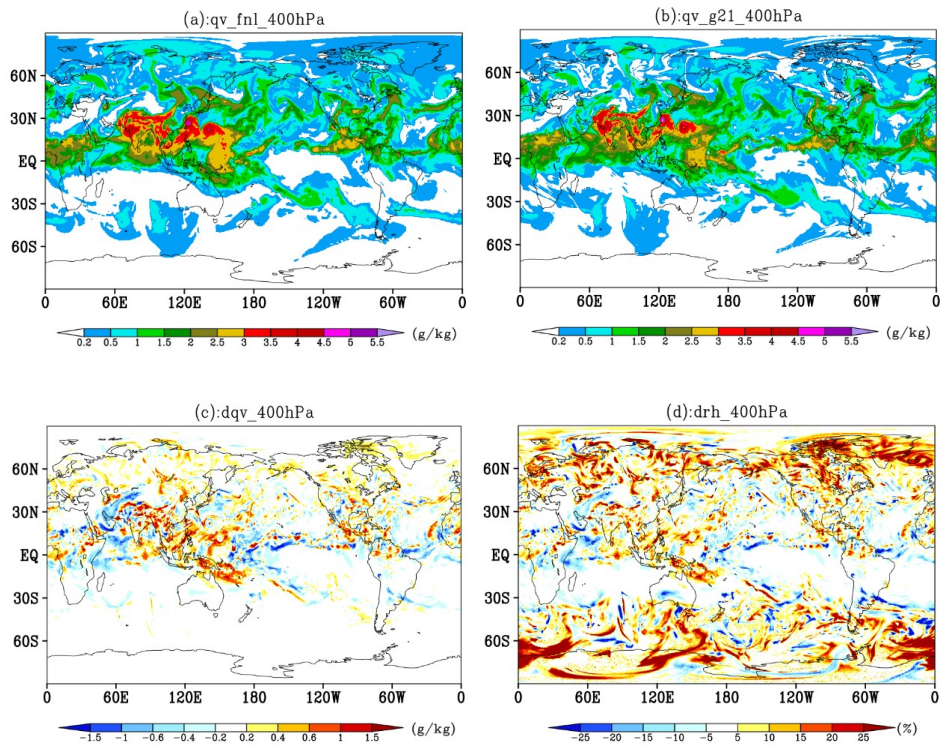 (a):qv_fnl_400hPa
60N
30N
EQ
30S
60S
0 60E 120E 180 120W 60W 0
0.2 0.5 1 1.5 2 2.5 3 3.5 4 4.5 5 5.5 (g/kg)
(b):qv_g21_400hPa
60N
30N
EQ
30S
60S
0 60E 120E 180 120W 60W 0
0.2 0.5 1 1.5 2 2.5 3 3.5 4 4.5 5 5.5 (g/kg)
(c):dqv_400hPa
60N
30N
EQ
30S
60S
0 60E 120E 180 120W 60W 0
-1.5 -1 -0.6 -0.4 -0.2 0.2 0.4 0.6 1 1.5 (g/kg)
(d):drh_400hPa
60N
30N
EQ
30S
60S
0 60E 120E 180 120W 60W 0
-25 -20 -15 -10 -5 5 10 15 20 25 (%)